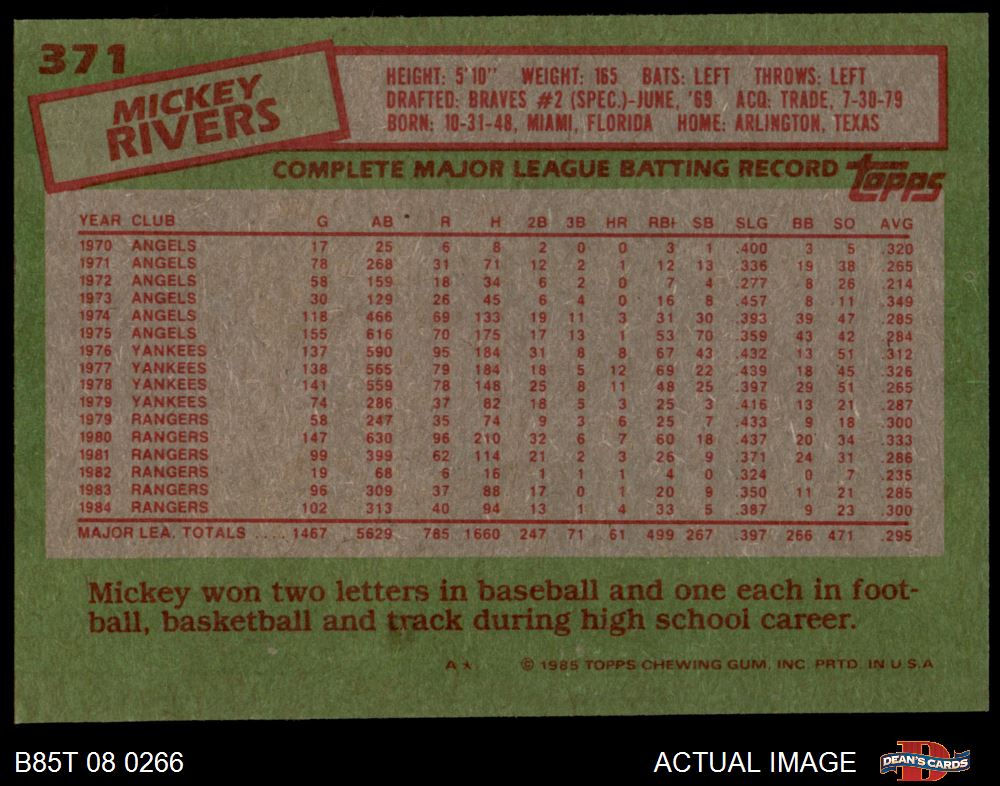 371
MICKEY
RIVERS
HEIGHT: 5'10" WEIGHT: 165 BATS: LEFT THROWS: LEFT
DRAFTED: BRAVES #2 (SPEC.)-JUNE, '69 ACQ: TRADE, 7-30-79
BORN: 10-31-48, MIAMI, FLORIDA HOME: ARLINGTON, TEXAS
COMPLETE MAJOR LEAGUE BATTING RECORD topps
YEAR CLUB G AB R H 2B 3B HR RBI SB SLG BB SO AVG
1970 ANGELS 17 25 6 8 2 0 0 3 1 .400 3 5 .320
1971 ANGELS 78 268 31 71 12 2 1 12 13 .336 19 38 .265
1972 ANGELS 58 159 18 34 6 2 0 7 4 .277 8 26 .214
1973 ANGELS 30 129 26 45 6 4 0 16 8 .457 8 11 .349
1974 ANGELS 118 466 69 133 19 11 3 31 30 .393 39 47 .285
1975 ANGELS 155 616 70 175 17 13 1 53 70 .359 43 42 .284
1976 YANKEES 137 590 95 184 31 8 8 67 43 .432 13 51 .312
1977 YANKEES 138 565 79 184 18 5 12 69 22 .439 18 45 .326
1978 YANKEES 141 559 78 148 25 8 11 48 25 .397 29 51 .265
1979 YANKEES 74 286 37 82 18 5 3 25 3 .416 13 21 .287
1979 RANGERS 58 247 35 74 9 3 6 25 7 .433 9 18 .300
1980 RANGERS 147 630 96 210 32 6 7 60 18 .437 20 34 .333
1981 RANGERS 99 399 62 114 21 2 3 26 9 .371 24 31 .286
1982 RANGERS 19 68 6 16 1 1 1 4 0 .324 0 7 .235
1983 RANGERS 96 309 37 88 17 0 1 20 9 .350 11 21 .285
1984 RANGERS 102 313 40 94 13 1 4 33 5 .387 9 23 .300
MAJOR LEA. TOTALS .... 1467 5629 785 1660 247 71 61 499 267 .397 266 471 .295
Mickey won two letters in baseball and one each in foot-
ball, basketball and track during high school career.
A★ © 1985 TOPPS CHEWING GUM, INC. PRTD. IN U.S.A
B85T 08 0266 ACTUAL IMAGE DEAN'S CARDS